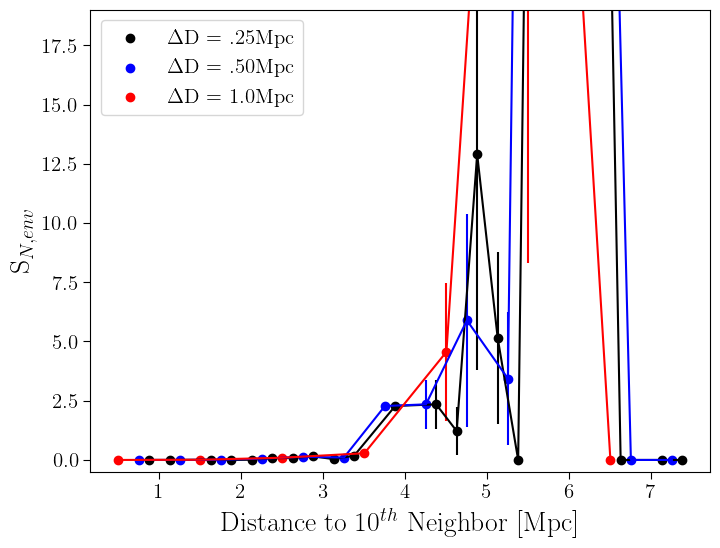 17.5
15.0
12.5
10.0
7.5
5.0
2.5
0.0
S_{N,env}
ΔD = .25Mpc
ΔD = .50Mpc
ΔD = 1.0Mpc
1 2 3 4 5 6 7
Distance to 10^{th} Neighbor [Mpc]